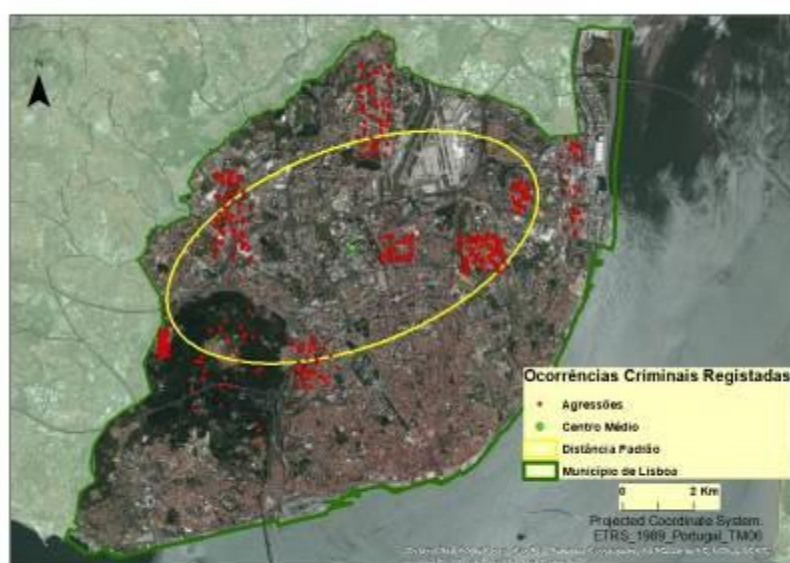 N
Ocorrências Criminais Registadas
Agressões
Centro Médio
Distância Padrão
Município de Lisboa
0 2 Km
Projected Coordinate System:
ETRS_1989_Portugal_TM06